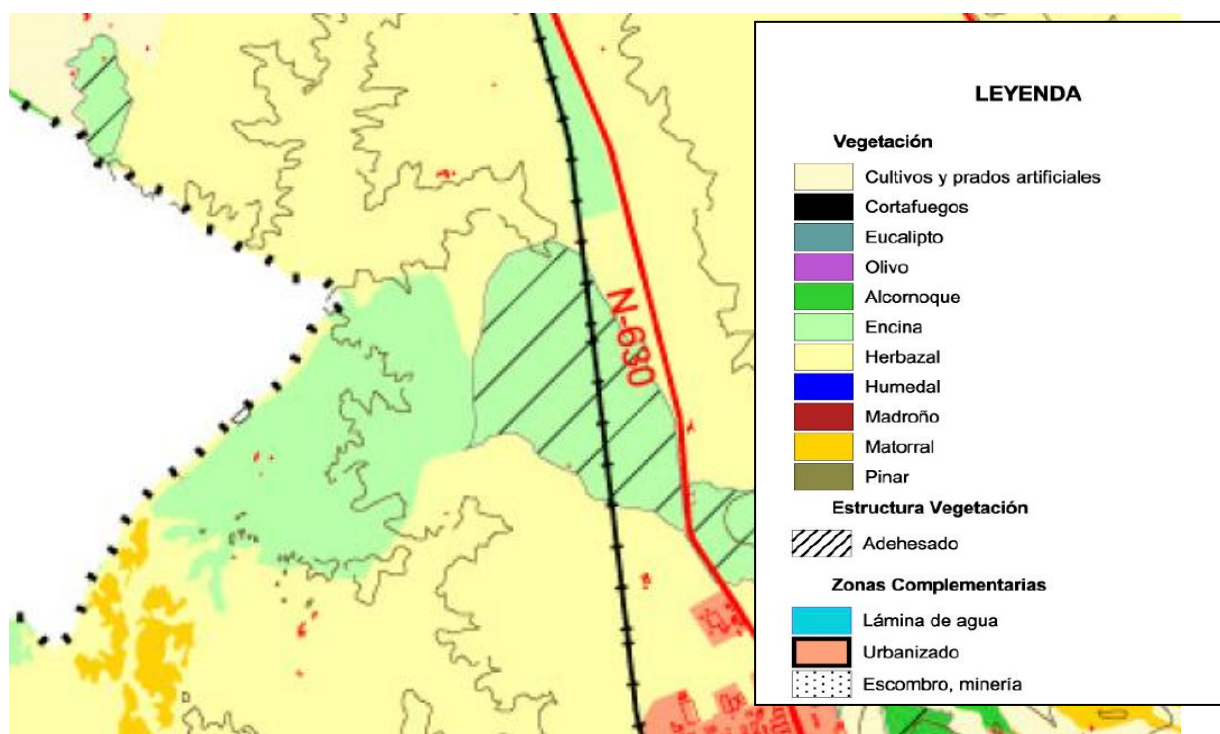 N-630
LEYENDA
Vegetación
Cultivos y prados artificiales
Cortafuegos
Eucalipto
Olivo
Alcornoque
Encina
Herbazal
Humedal
Madroño
Matorral
Pinar
Estructura Vegetación
Adehesado
Zonas Complementarias
Lámina de agua
Urbanizado
Escombro, minería